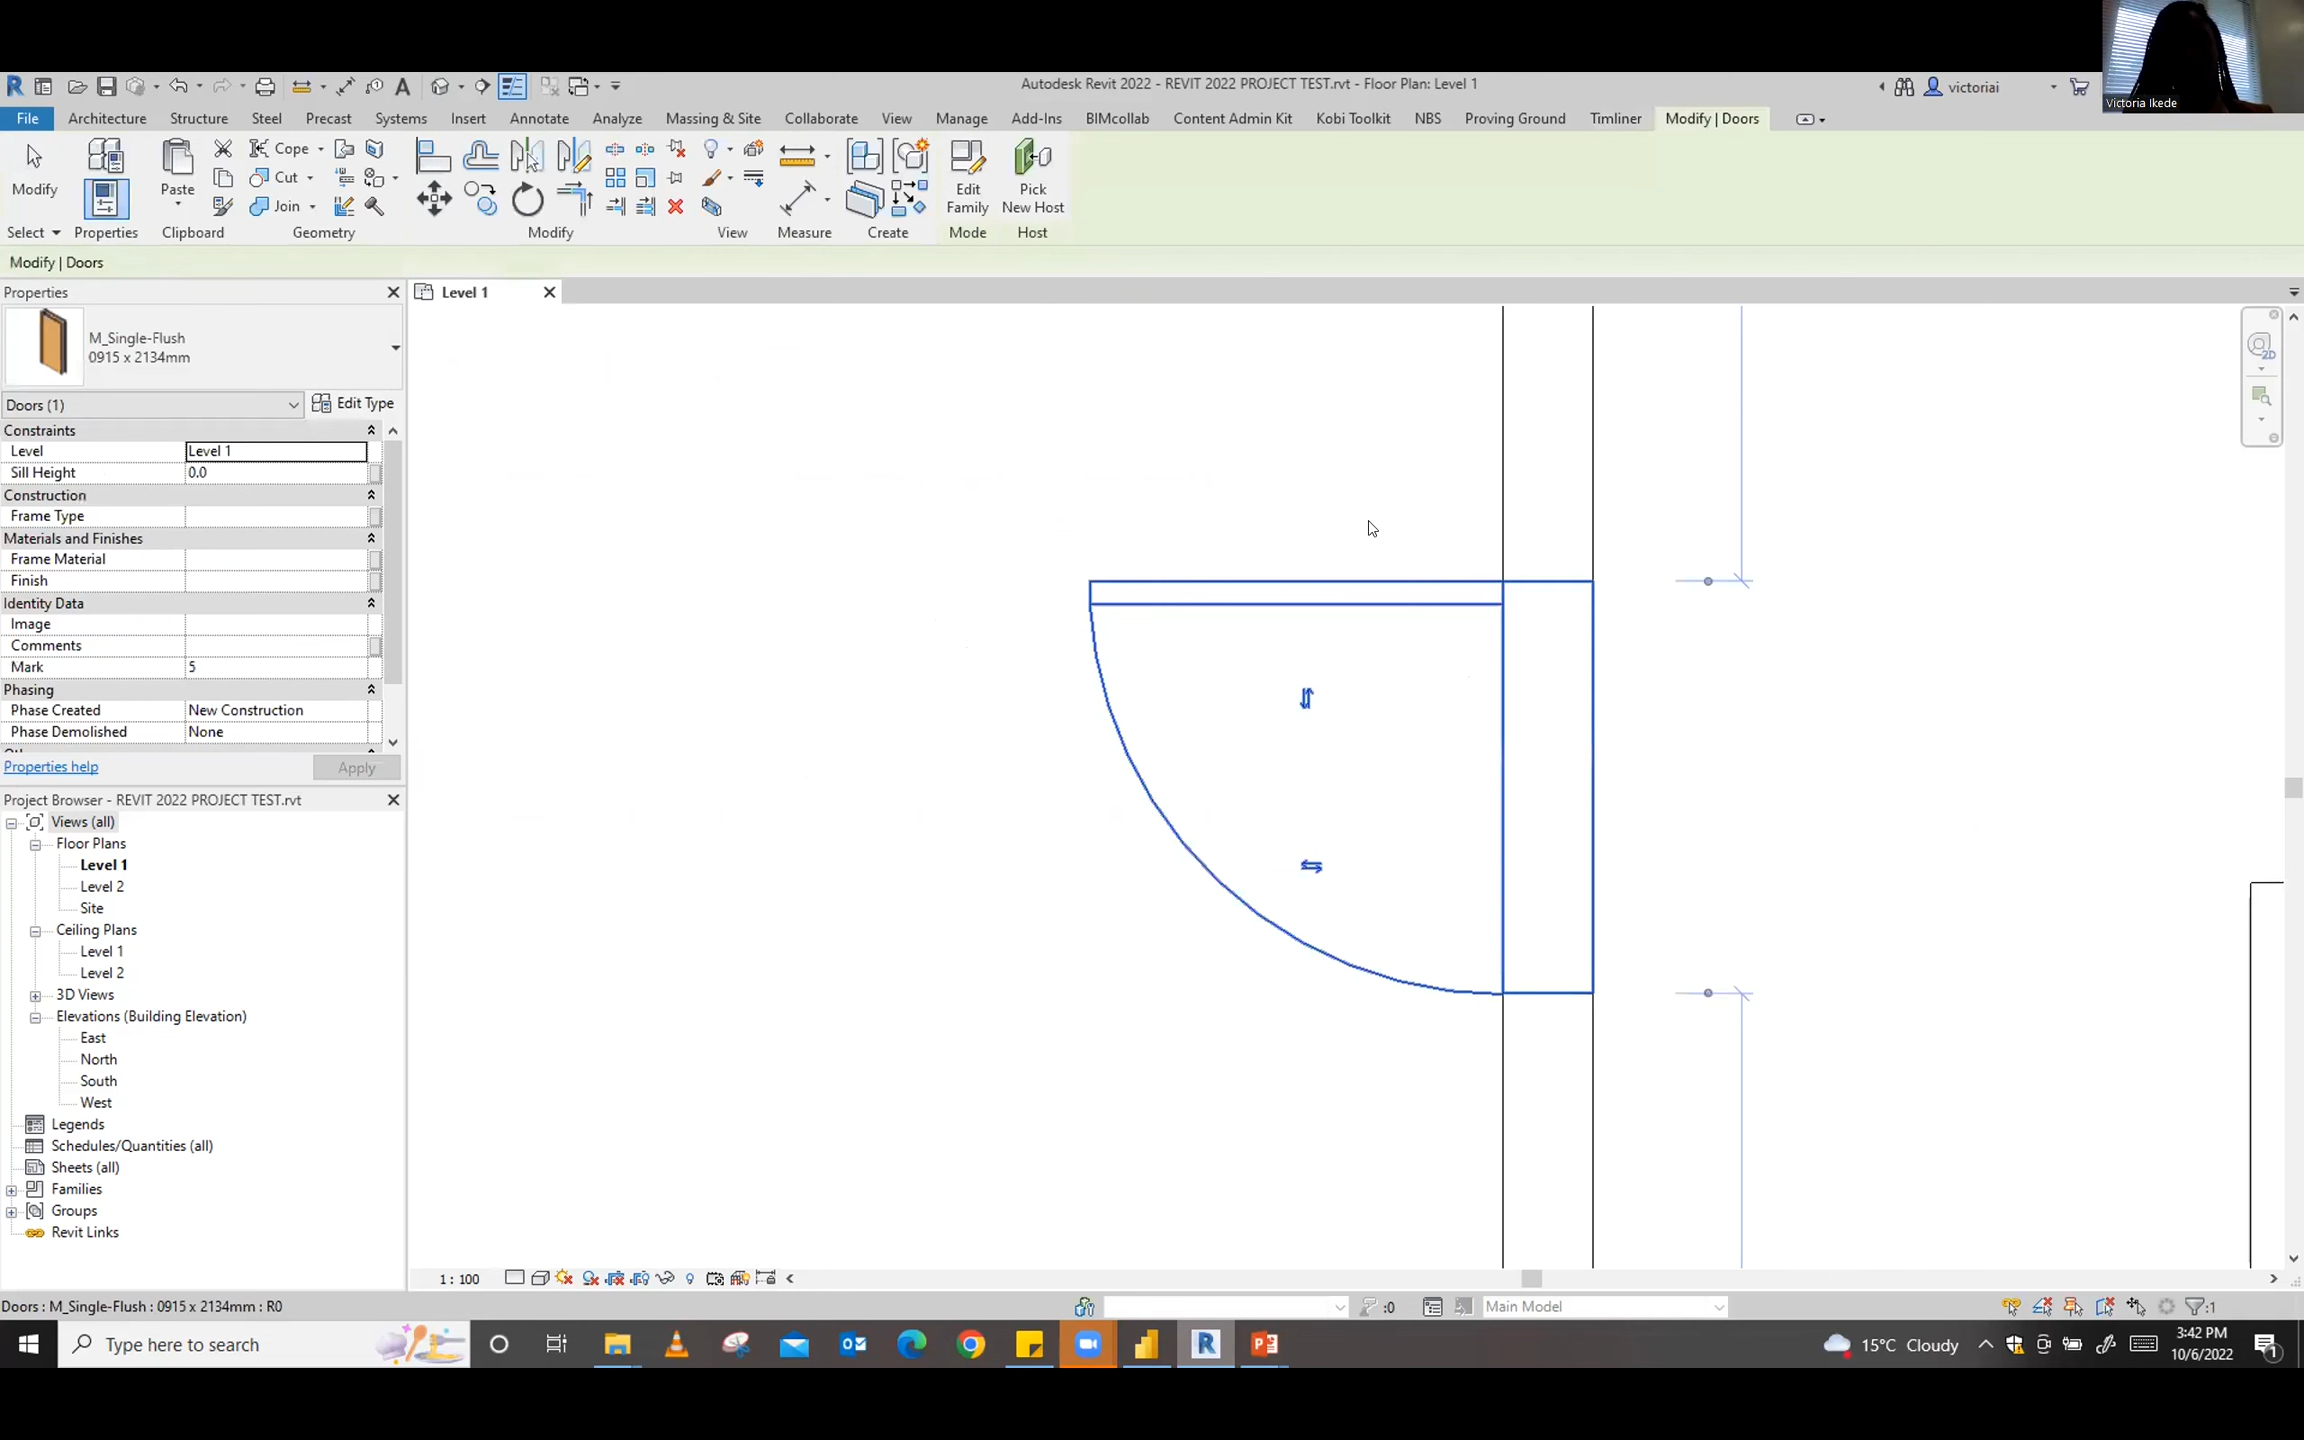 Victoria Ikede
Autodesk Revit 2022 - REVIT 2022 PROJECT TEST.rvt - Floor Plan: Level 1
victoriai
File Architecture Structure Steel Precast Systems Insert Annotate Analyze Massing & Site Collaborate View Manage Add-Ins BIMcollab Content Admin Kit Kobi Toolkit NBS Proving Ground Timliner Modify | Doors
Cope
Cut
Join
Modify
Paste
Edit Family
Pick New Host
Select Properties Clipboard Geometry Modify View Measure Create Mode Host
Modify | Doors
Properties
Level 1
M_Single-Flush
0915 x 2134mm
Doors (1) Edit Type
Constraints
Level Level 1
Sill Height 0.0
Construction
Frame Type
Materials and Finishes
Frame Material
Finish
Identity Data
Image
Comments
Mark 5
Phasing
Phase Created New Construction
Phase Demolished None
Properties help Apply
Project Browser - REVIT 2022 PROJECT TEST.rvt
Views (all)
Floor Plans
Level 1
Level 2
Site
Ceiling Plans
Level 1
Level 2
3D Views
Elevations (Building Elevation)
East
North
South
West
Legends
Schedules/Quantities (all)
Sheets (all)
Families
Groups
Revit Links
2D
1 : 100
Doors : M_Single-Flush : 0915 x 2134mm : R0
:0
Main Model
:1
Type here to search
15°C Cloudy
3:42 PM
10/6/2022
1